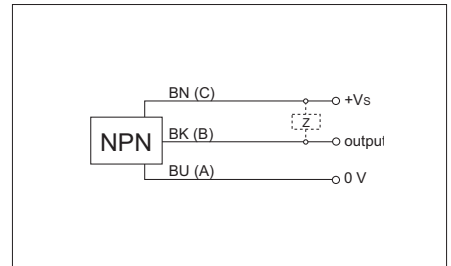 BN (C)
+Vs
Z
NPN
BK (B)
output
BU (A)
0 V